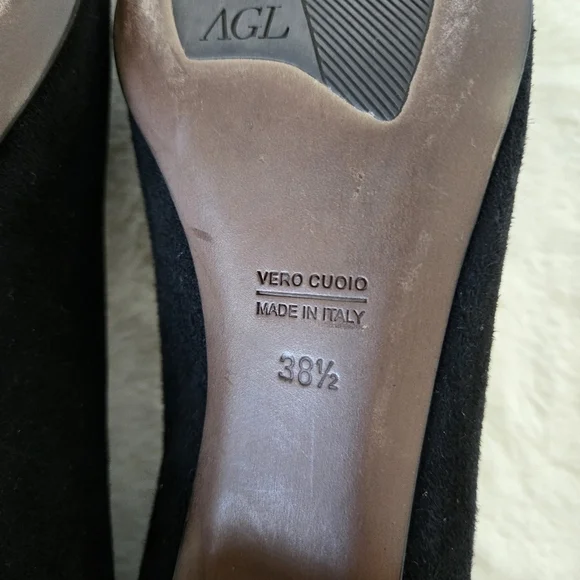 AGL
VERO CUOIO
MADE IN ITALY
38½